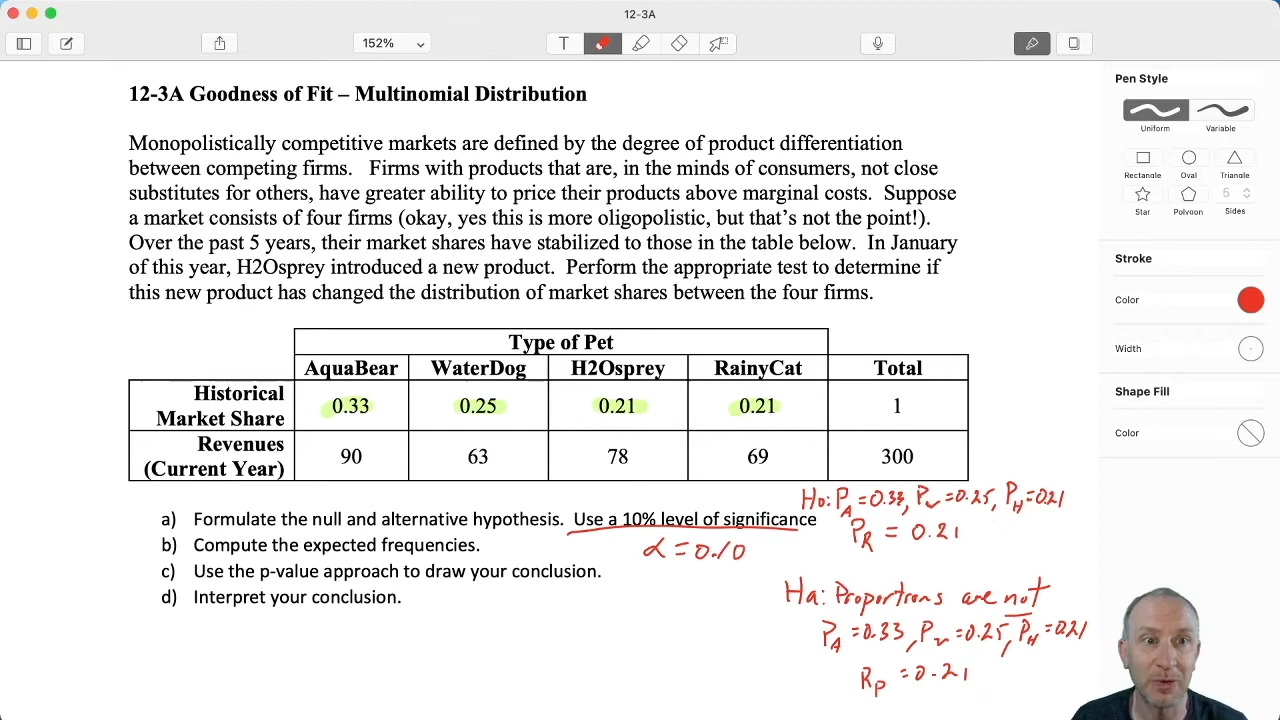 12-3A
152%
T
12-3A Goodness of Fit – Multinomial Distribution
Monopolistically competitive markets are defined by the degree of product differentiation
between competing firms. Firms with products that are, in the minds of consumers, not close
substitutes for others, have greater ability to price their products above marginal costs. Suppose
a market consists of four firms (okay, yes this is more oligopolistic, but that's not the point!).
Over the past 5 years, their market shares have stabilized to those in the table below. In January
of this year, H2Osprey introduced a new product. Perform the appropriate test to determine if
this new product has changed the distribution of market shares between the four firms.
Type of Pet
AquaBear WaterDog H2Osprey RainyCat Total
Historical
Market Share 0.33 0.25 0.21 0.21 1
Revenues
(Current Year) 90 63 78 69 300
a) Formulate the null and alternative hypothesis. Use a 10% level of significance
α = 0.10
b) Compute the expected frequencies.
c) Use the p-value approach to draw your conclusion.
d) Interpret your conclusion.
Ho: PA = 0.33, Pw = 0.25, PH = 0.21
PR = 0.21
Ha: Proportions are not
PA = 0.33, Pw = 0.25, PH = 0.21
RP = 0.21
Pen Style
Uniform Variable
Rectangle Oval Triangle
5
Star Polygon Sides
Stroke
Color
Width
Shape Fill
Color